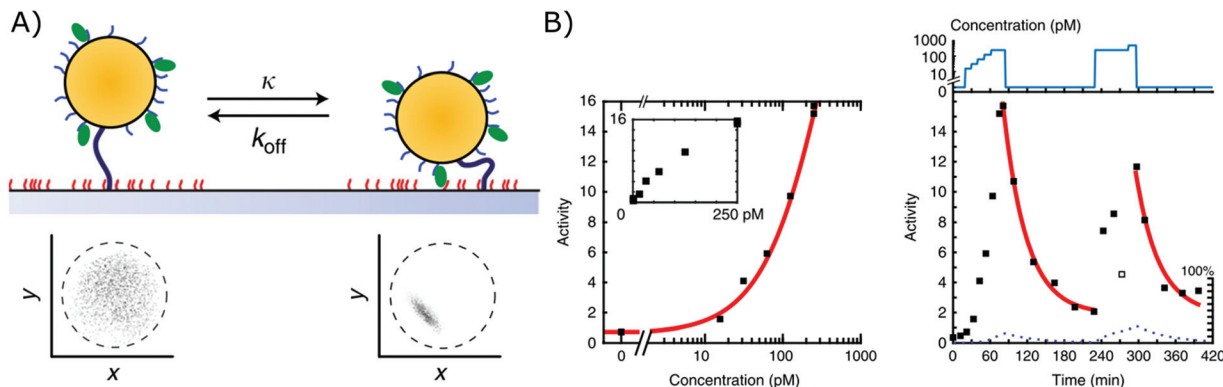 A)
κ
k off
y
x
y
x
B)
16
14
12
10
8
6
4
2
0
Activity
16
0
250 pM
0
10
100
1000
Concentration (pM)
Concentration (pM)
1000
100
10
0
16
14
12
10
8
6
4
2
0
Activity
100%
0 60 120 180 240 300 360 420
Time (min)